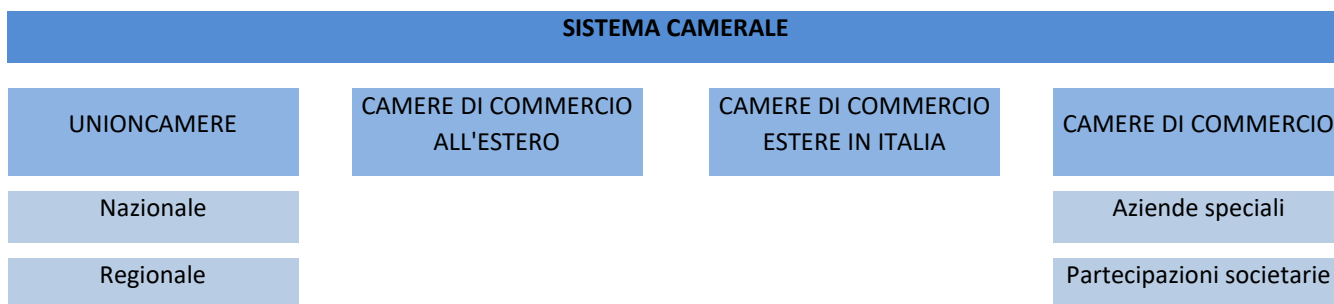 SISTEMA CAMERALE
UNIONCAMERE
CAMERE DI COMMERCIO
ALL'ESTERO
CAMERE DI COMMERCIO
ESTERE IN ITALIA
CAMERE DI COMMERCIO
Nazionale
Aziende speciali
Regionale
Partecipazioni societarie